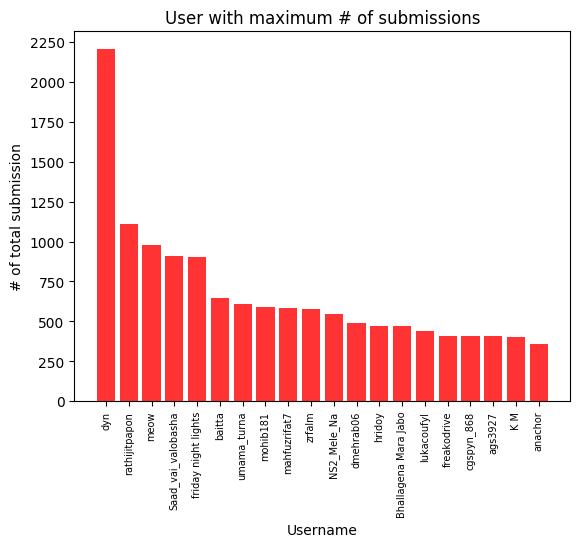 User with maximum # of submissions
# of total submission
2250
2000
1750
1500
1250
1000
750
500
250
0
dyn
rathijitpapon
meow
Saad_vai_valobasha
friday night lights
baitta
umama_turna
mohib181
mahfuzrifat7
zrfalm
NS2_Mele_Na
dmehrab06
hridoy
Bhallagena Mara Jabo
lukacoufyl
freakodrive
cgspyn_868
ags3927
K M
anachor
Username